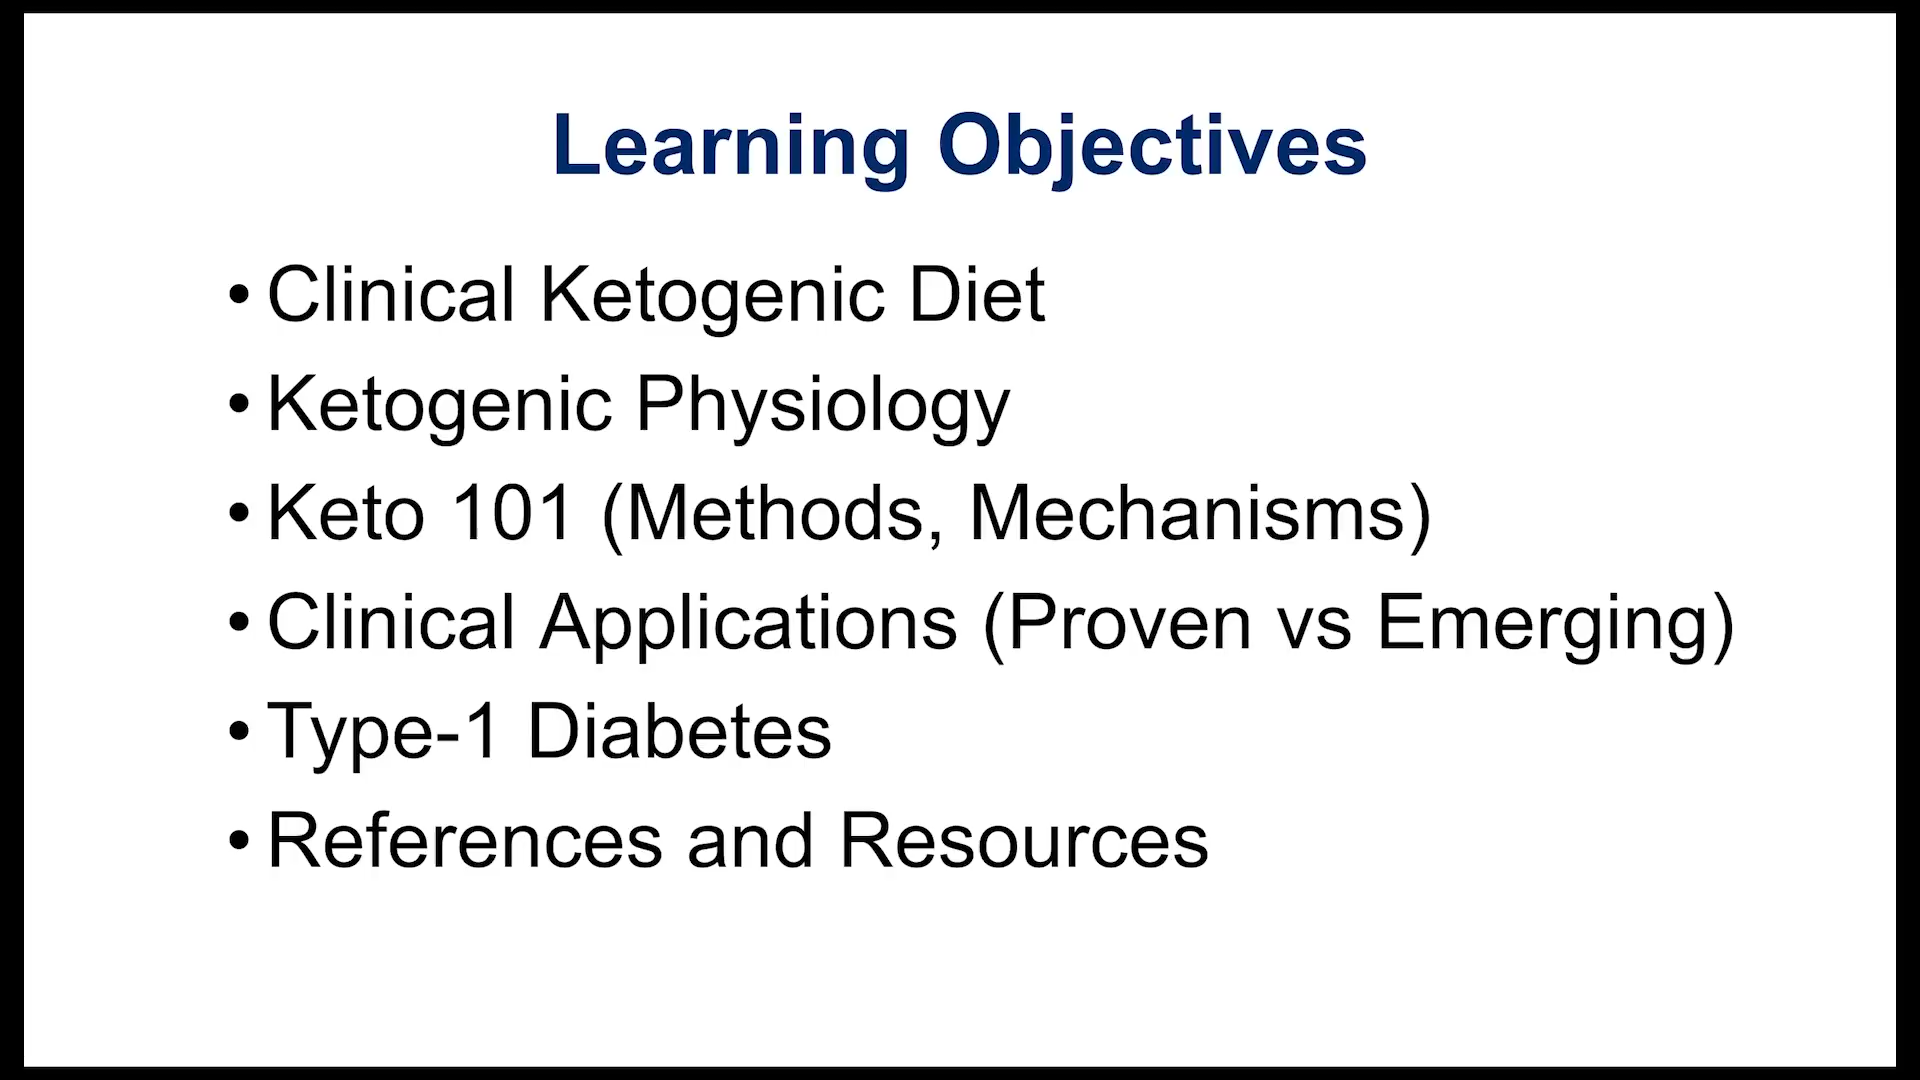 Learning Objectives
• Clinical Ketogenic Diet
• Ketogenic Physiology
• Keto 101 (Methods, Mechanisms)
• Clinical Applications (Proven vs Emerging)
• Type-1 Diabetes
• References and Resources